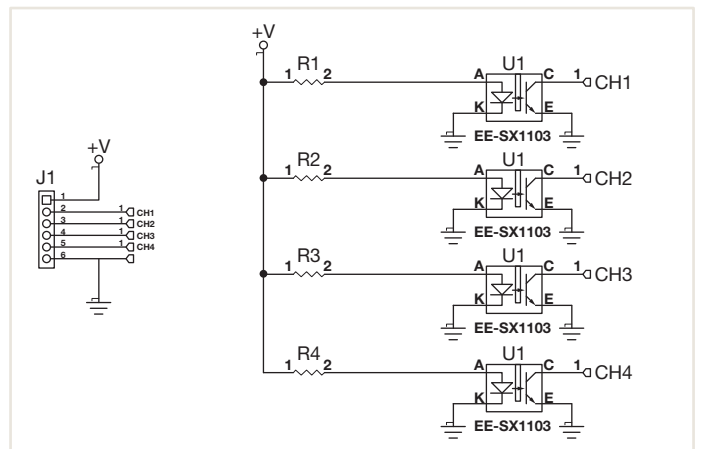 +V
R1
1 2
A U1 C 1 CH1
K E
EE-SX1103
R2
1 2
A U1 C 1 CH2
K E
EE-SX1103
R3
1 2
A U1 C 1 CH3
K E
EE-SX1103
R4
1 2
A U1 C 1 CH4
K E
EE-SX1103
+V
J1
1
2 1 CH1
3 1 CH2
4 1 CH3
5 1 CH4
6